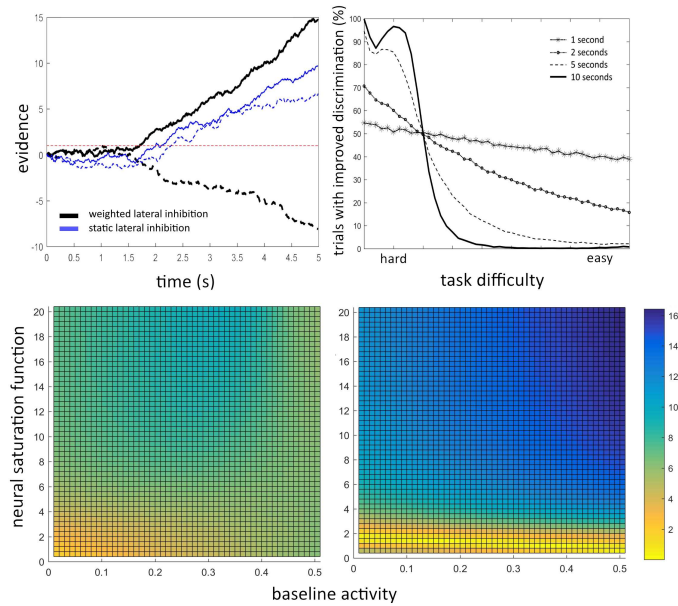 15
10
5
0
-5
-10
evidence
weighted lateral inhibition
static lateral inhibition
0 0.5 1 1.5 2 2.5 3 3.5 4 4.5 5
time (s)
trials with improved discrimination (%)
100
90
80
70
60
50
40
30
20
10
0
1 second
2 seconds
5 seconds
10 seconds
hard easy
task difficulty
neural saturation function
20
18
16
14
12
10
8
6
4
2
0
0 0.1 0.2 0.3 0.4 0.5
20
18
16
14
12
10
8
6
4
2
0
0 0.1 0.2 0.3 0.4 0.5
16
14
12
10
8
6
4
2
baseline activity